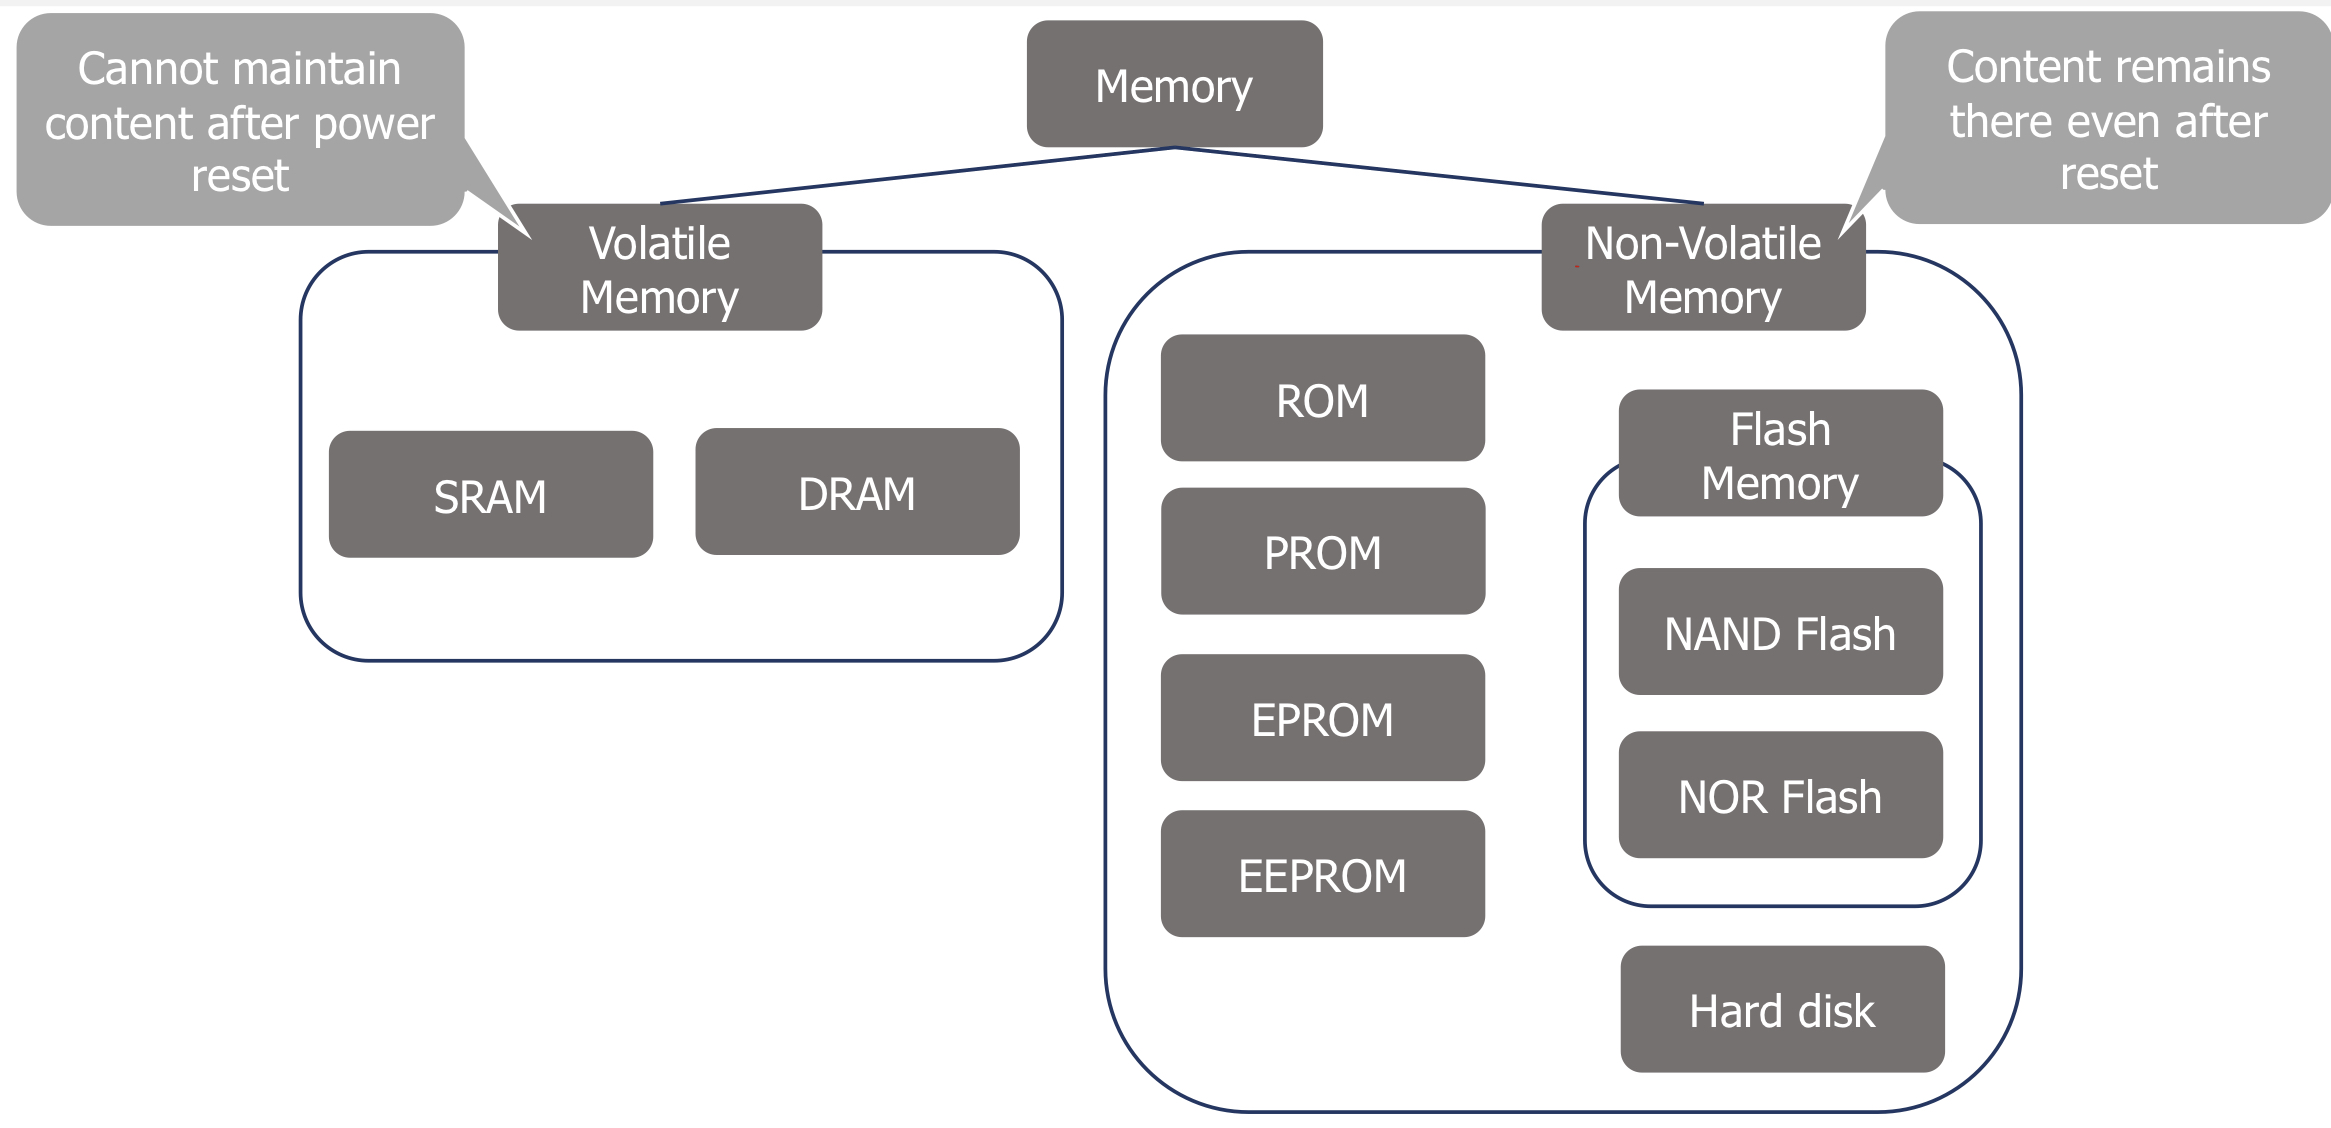 Cannot maintain
content after power
reset
Memory
Content remains
there even after
reset
Volatile
Memory
Non-Volatile
Memory
SRAM
DRAM
ROM
PROM
EPROM
EEPROM
Flash
Memory
NAND Flash
NOR Flash
Hard disk